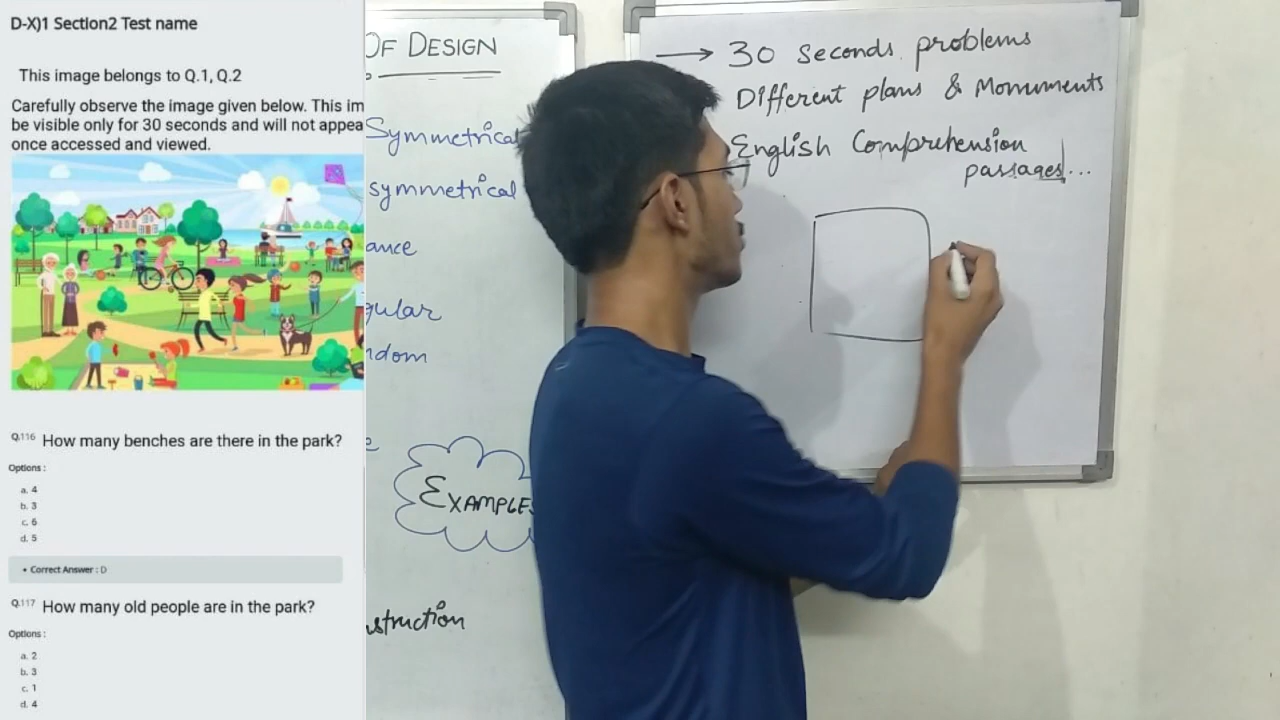 D-X)1 Section2 Test name
This image belongs to Q.1, Q.2
Carefully observe the image given below. This im
be visible only for 30 seconds and will not appea
once accessed and viewed.
Q.116 How many benches are there in the park?
Options :
a. 4
b. 3
c. 6
d. 5
• Correct Answer : D
Q.117 How many old people are in the park?
Options :
a. 2
b. 3
c. 1
d. 4
OF DESIGN
Symmetrical
symmetrical
ance
gular
ndom
e
EXAMPLES
struction
→ 30 seconds problems
Different plans & Monuments
English Comprehension
passages...